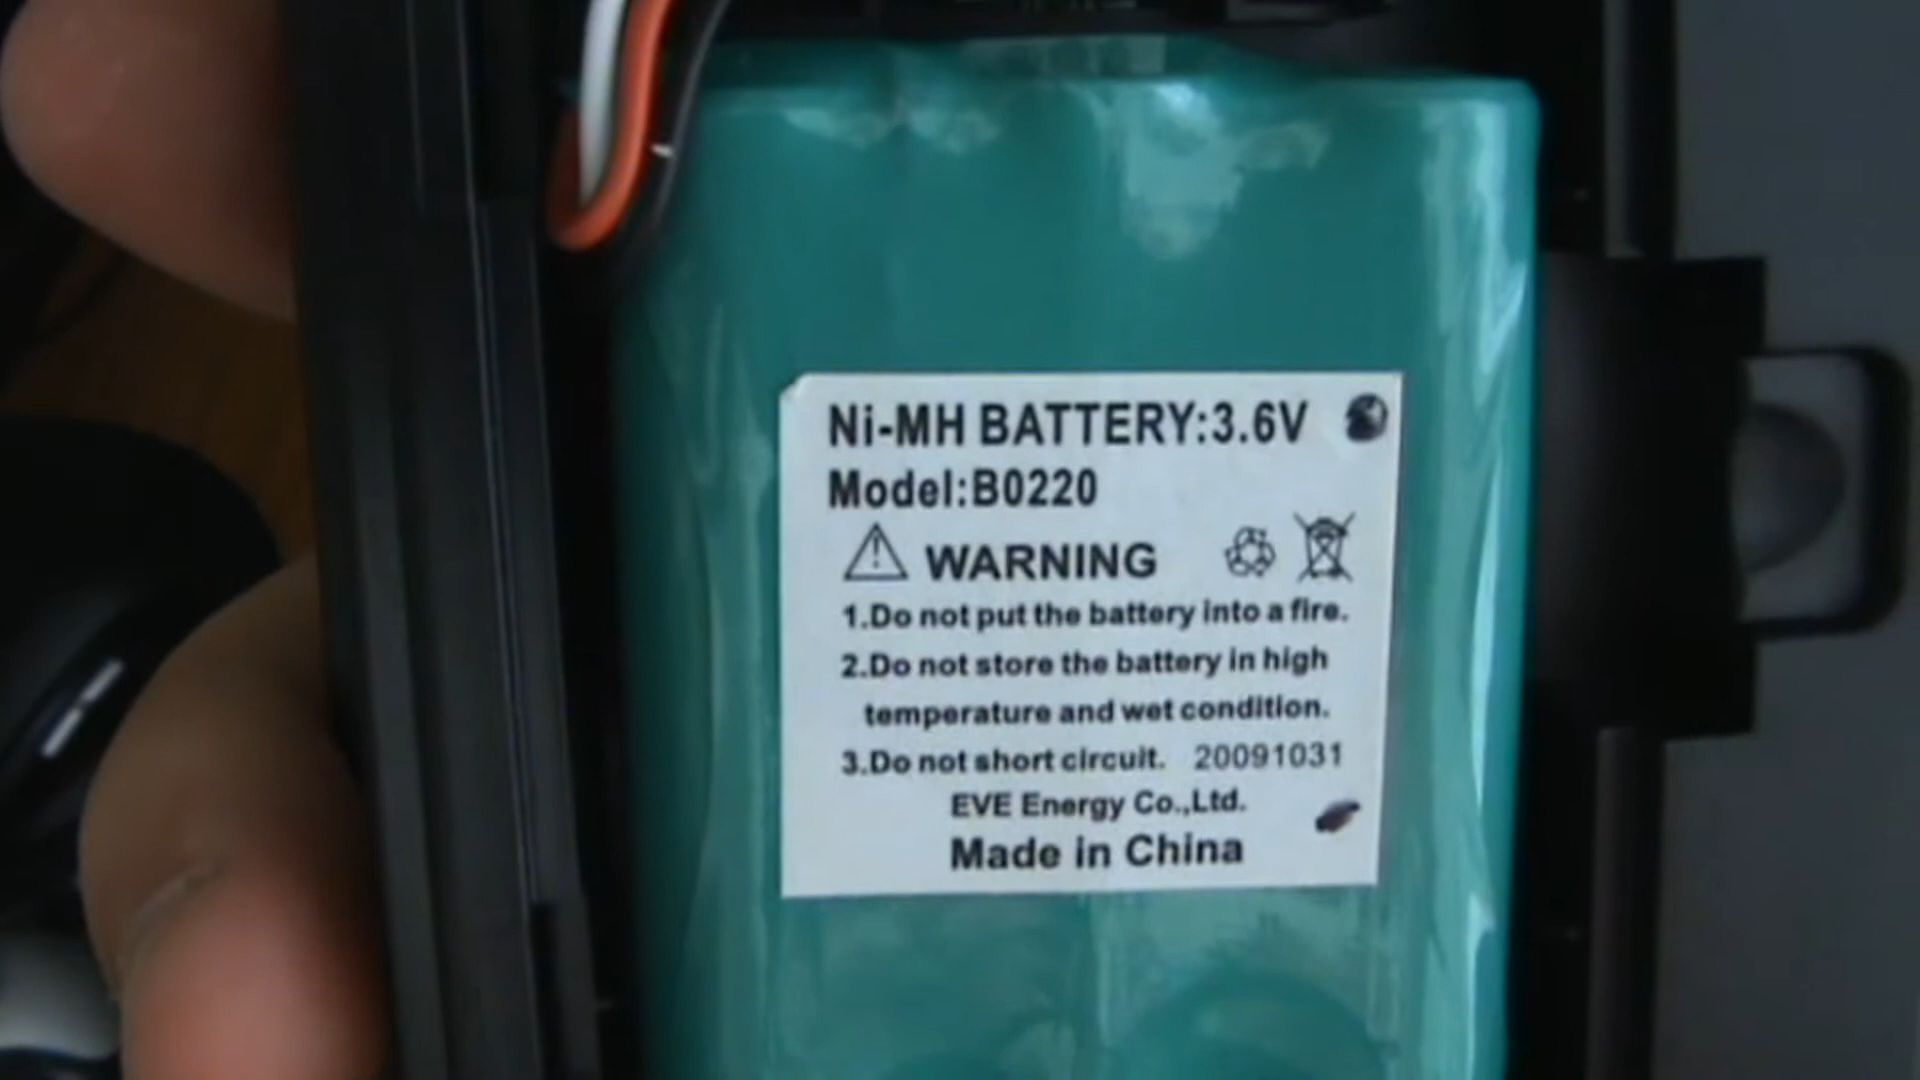 Ni-MH BATTERY:3.6V
Model:B0220
WARNING
1.Do not put the battery into a fire.
2.Do not store the battery in high
temperature and wet condition.
3.Do not short circuit. 20091031
EVE Energy Co.,Ltd.
Made in China